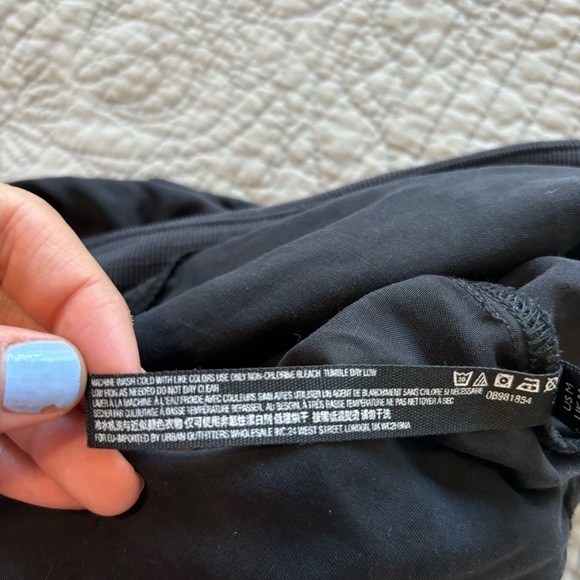 MACHINE WASH COLD WITH LIKE COLORS USE ONLY NON-CHLORINE BLEACH TUMBLE DRY LOW
LOW IRON AS NEEDED DO NOT DRY CLEAN
LAVER À LA MACHINE À L'EAU FROIDE AVEC COULEURS SIMILAIRES UTILISER UN AGENT DE BLANCHIMENT SANS CHLORE SI NÉCESSAIRE
SÉCHER PAR CULBUTAGE À BASSE TEMPÉRATURE REPASSER, AU BESOIN, À TRÈS BASSE TEMPÉRATURE NE PAS NETTOYER À SEC
冷水机洗与近似颜色衣物 仅可使用非氯性漂白剂 低温烘干 按需低温熨烫 请勿干洗
FOR EU-IMPORTED BY URBAN OUTFITTERS WHOLESALE INC 24 WEST STREET, LONDON, UK WC2H 9NA
30
0B981854
US M